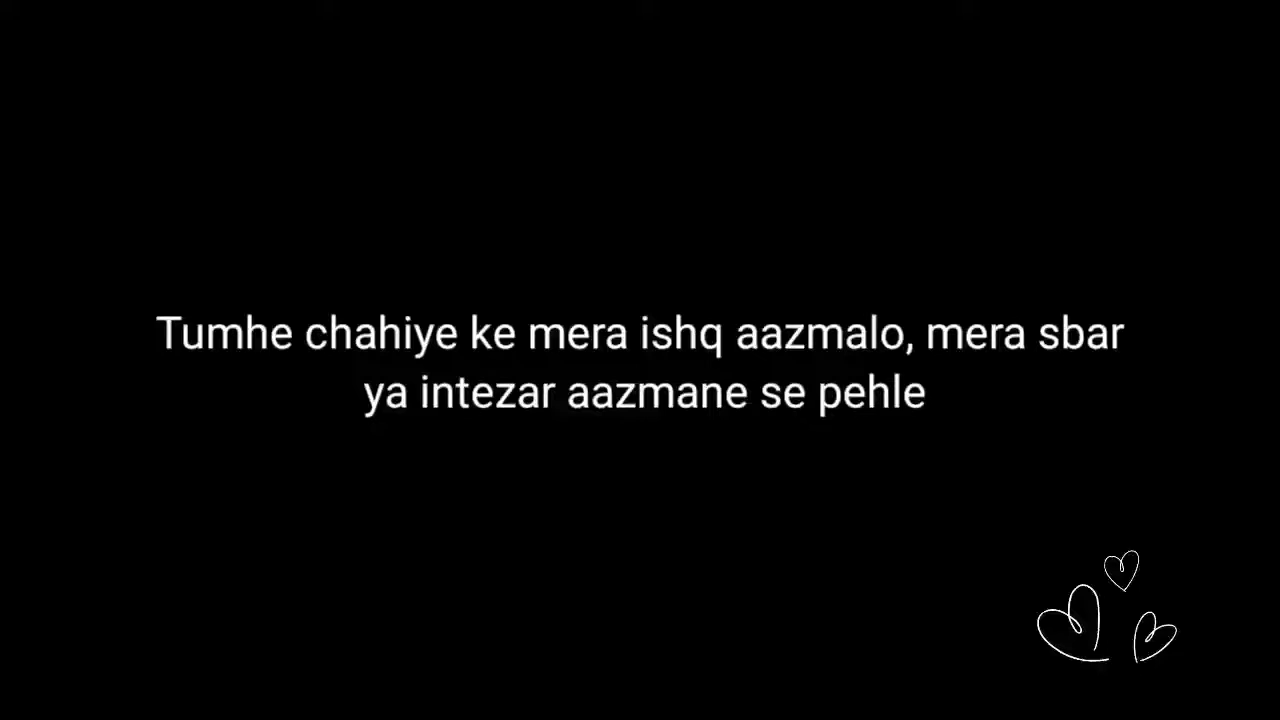 Tumhe chahiye ke mera ishq aazmalo, mera sbar
ya intezar aazmane se pehle